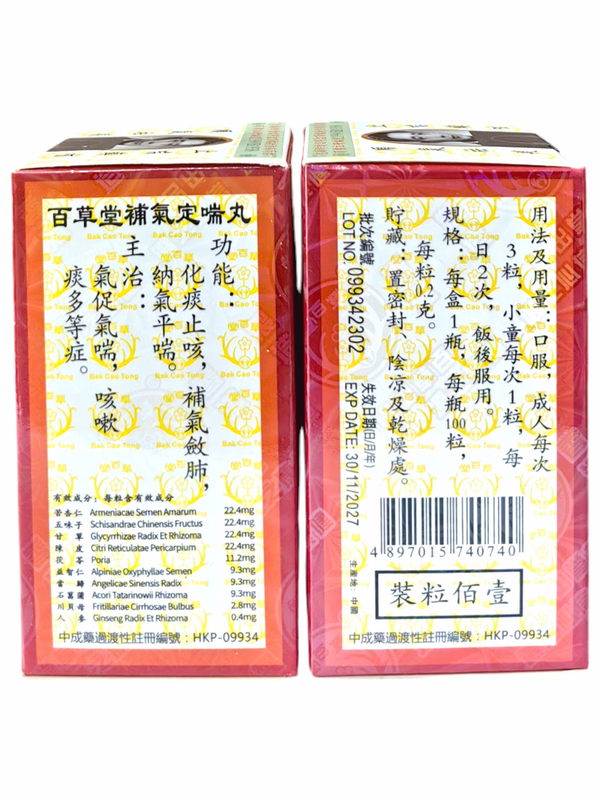 百草堂補氣定喘丸
Bak Cao Tong
功能：
化痰止咳，補氣斂肺，
納氣平喘。
主治：
氣促氣喘，咳嗽
痰多等症。
有效成分：每粒含有效成分
苦杏仁 Armeniacae Semen Amarum 22.4mg
五味子 Schisandrae Chinensis Fructus 22.4mg
甘草 Glycyrrhizae Radix Et Rhizoma 22.4mg
陳皮 Citri Reticulatae Pericarpium 22.4mg
茯苓 Poria 11.2mg
益智仁 Alpiniae Oxyphyllae Semen 9.3mg
當歸 Angelicae Sinensis Radix 9.3mg
石菖蒲 Acori Tatarinowii Rhizoma 9.3mg
川貝母 Fritillariae Cirrhosae Bulbus 2.8mg
人參 Ginseng Radix Et Rhizoma 0.4mg
中成藥過渡性註冊編號：HKP-09934
用法及用量：口服，成人每次
3粒，小童每次1粒，每
日2次，飯後服用。
規格：每盒1瓶，每瓶100粒，
每粒0.2克。
貯藏：置密封、陰涼及乾燥處。
批次編號
LOT NO. 099342302
失效日期(日/月/年)
EXP DATE: 30/11/2027
4 897015 740740
生產地：中國
壹佰粒裝
中成藥過渡性註冊編號：HKP-09934